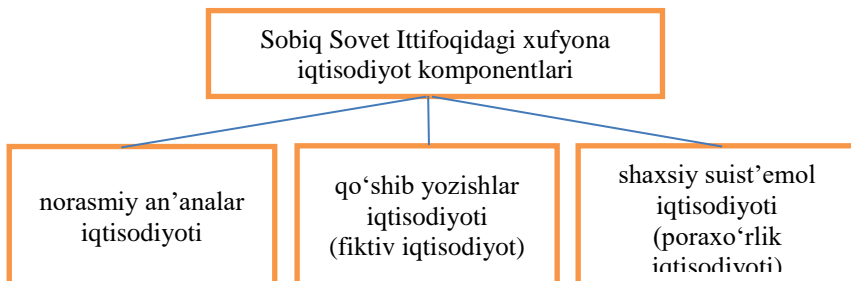 Sobiq Sovet Ittifoqidagi xufyona
iqtisodiyot komponentlari
norasmiy an’analar
iqtisodiyoti
qo‘shib yozishlar
iqtisodiyoti
(fiktiv iqtisodiyot)
shaxsiy suist’emol
iqtisodiyoti
(poraxo‘rlik
iqtisodiyoti)